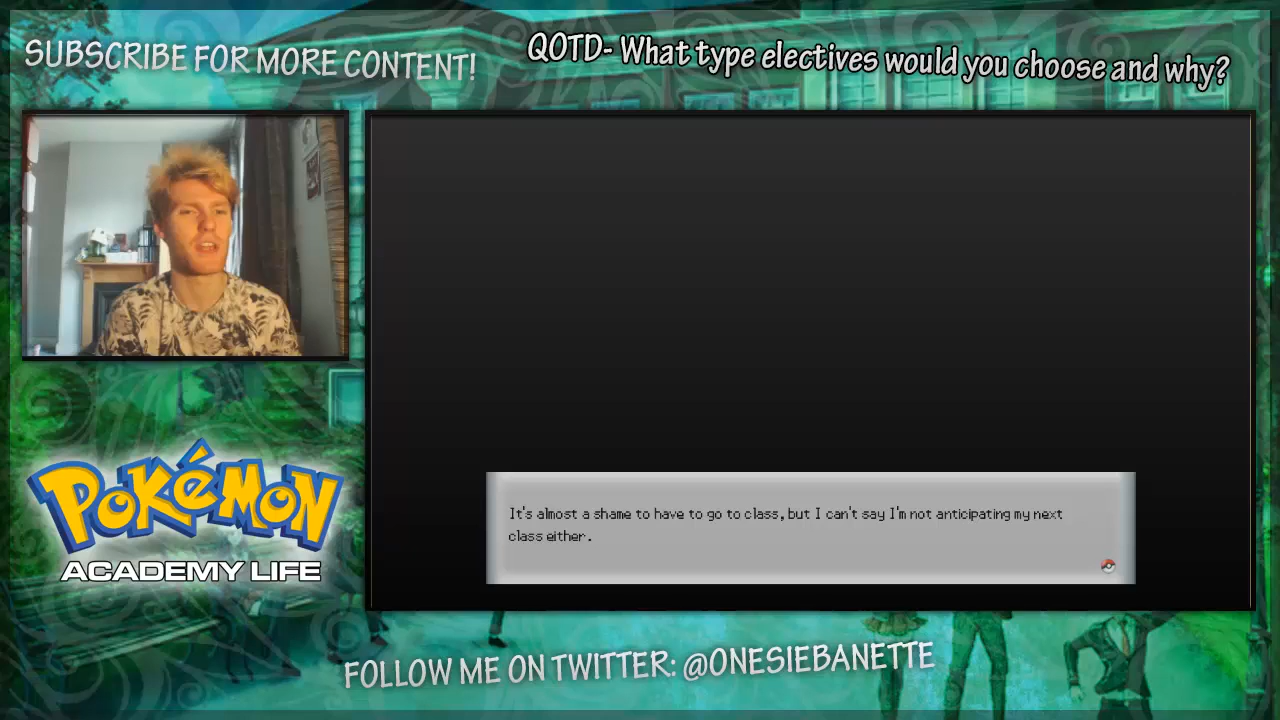 SUBSCRIBE FOR MORE CONTENT!
QOTD- What type electives would you choose and why?
POKéMON
ACADEMY LIFE
It's almost a shame to have to go to class, but I can't say I'm not anticipating my next
class either.
FOLLOW ME ON TWITTER: @ONESIEBANETTE